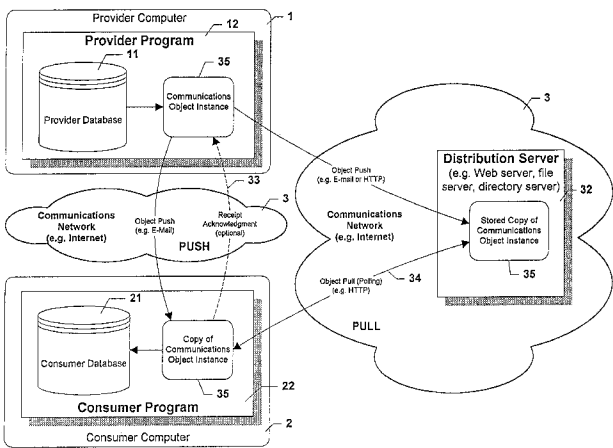 Provider Computer
1
Provider Program
12
11
35
Communications
Object Instance
Provider Database
3
Distribution Server
(e.g. Web server, file
server, directory server)
32
Object Push
(e.g. E-mail or HTTP)
33
3
Communications
Network
(e.g, Internet)
Object Push
(e.g. E-Mail)
Receipt
Acknowledgment
(optional)
PUSH
Communications
Network
(e.g, Internet)
Stored Copy of
Communications
Object Instance
35
Object Pull (Polling)
(e.g. HTTP)
34
PULL
21
Consumer Database
Copy of
Communications
Object Instance
35
22
Consumer Program
2
Consumer Computer